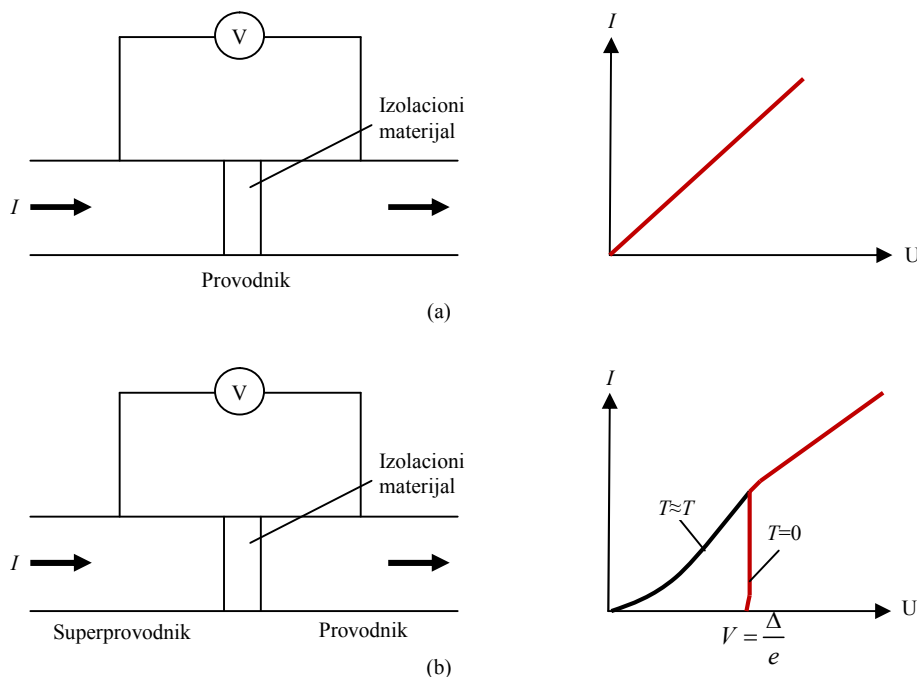 V
Izolacioni
materijal
I
Provodnik
I
U
(a)
V
Izolacioni
materijal
I
Superprovodnik
Provodnik
I
T≈T
T=0
U
V = Δ/e
(b)